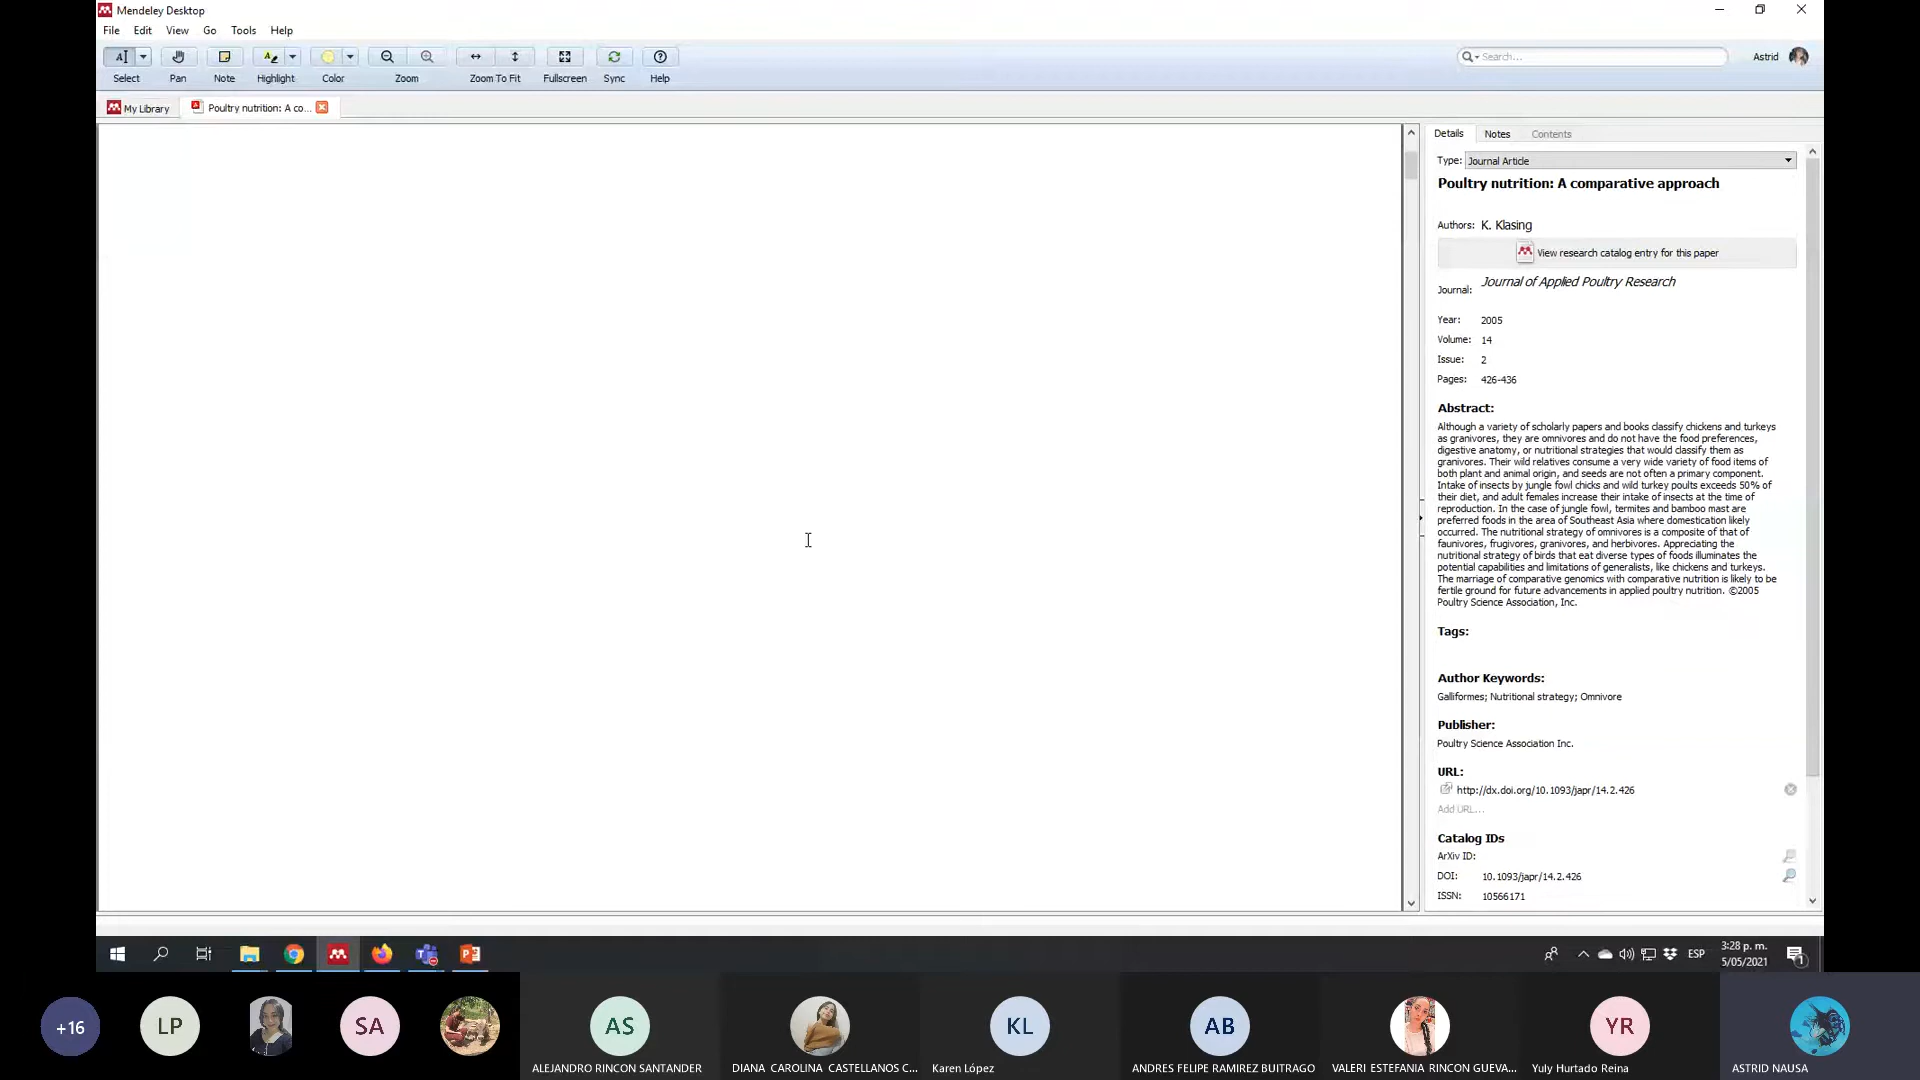 Mendeley Desktop
File Edit View Go Tools Help
Select Pan Note Highlight Color Zoom Zoom To Fit Fullscreen Sync Help
Search...
Astrid
My Library
Poultry nutrition: A co...
Details Notes Contents
Type: Journal Article
Poultry nutrition: A comparative approach
Authors: K. Klasing
View research catalog entry for this paper
Journal: Journal of Applied Poultry Research
Year: 2005
Volume: 14
Issue: 2
Pages: 426-436
Abstract:
Although a variety of scholarly papers and books classify chickens and turkeys
as granivores, they are omnivores and do not have the food preferences,
digestive anatomy, or nutritional strategies that would classify them as
granivores. Their wild relatives consume a very wide variety of food items of
both plant and animal origin, and seeds are not often a primary component.
Intake of insects by jungle fowl chicks and wild turkey poults exceeds 50% of
their diet, and adult females increase their intake of insects at the time of
reproduction. In the case of jungle fowl, termites and bamboo mast are
preferred foods in the area of Southeast Asia where domestication likely
occurred. The nutritional strategy of omnivores is a composite of that of
faunivores, frugivores, granivores, and herbivores. Appreciating the
nutritional strategy of birds that eat diverse types of foods illuminates the
potential capabilities and limitations of generalists, like chickens and turkeys.
The marriage of comparative genomics with comparative nutrition is likely to be
fertile ground for future advancements in applied poultry nutrition. ©2005
Poultry Science Association, Inc.
Tags:
Author Keywords:
Galliformes; Nutritional strategy; Omnivore
Publisher:
Poultry Science Association Inc.
URL:
http://dx.doi.org/10.1093/japr/14.2.426
Add URL...
Catalog IDs
ArXiv ID:
DOI: 10.1093/japr/14.2.426
ISSN: 10566171
ESP
3:28 p. m.
5/05/2021
1
+16
LP
SA
AS
KL
AB
YR
ALEJANDRO RINCON SANTANDER
DIANA CAROLINA CASTELLANOS C...
Karen López
ANDRES FELIPE RAMIREZ BUITRAGO
VALERI ESTEFANIA RINCON GUEVA...
Yuly Hurtado Reina
ASTRID NAUSA